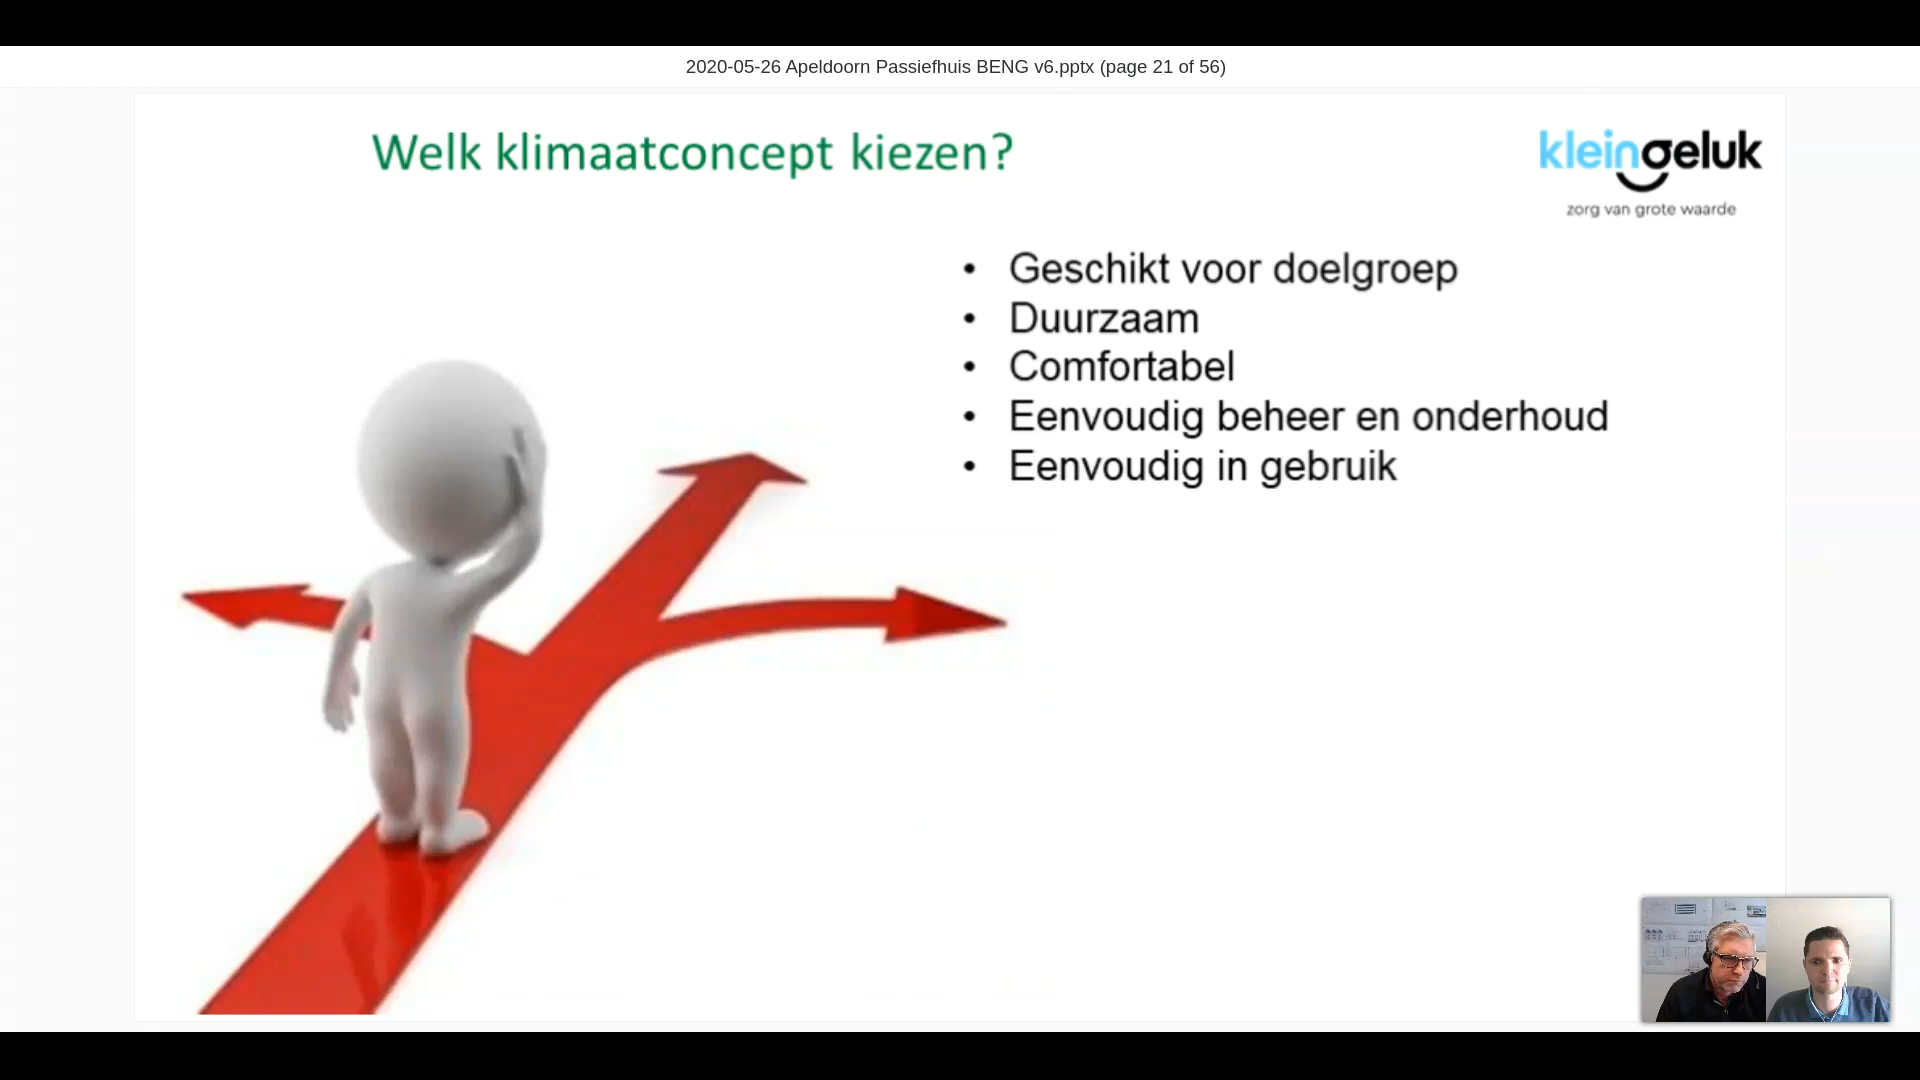 2020-05-26 Apeldoorn Passiefhuis BENG v6.pptx (page 21 of 56)
Welk klimaatconcept kiezen?
kleingeluk
zorg van grote waarde
• Geschikt voor doelgroep
• Duurzaam
• Comfortabel
• Eenvoudig beheer en onderhoud
• Eenvoudig in gebruik